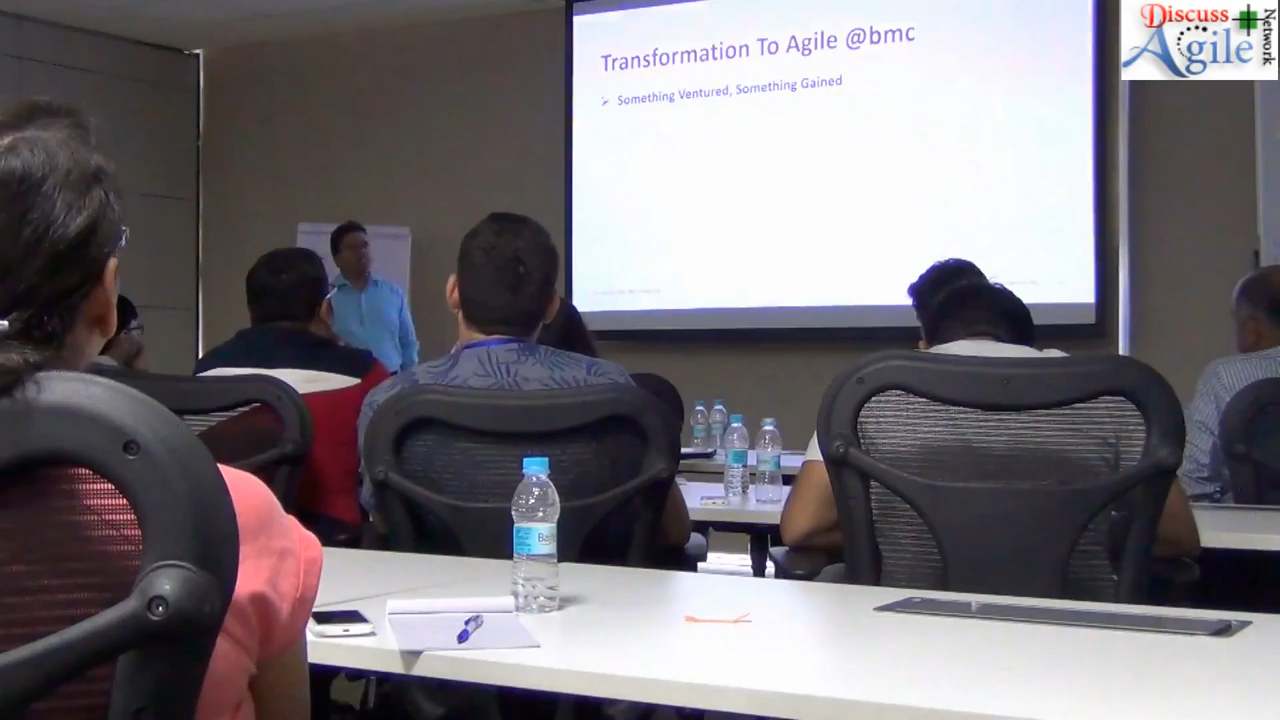 Transformation To Agile @bmc
Something Ventured, Something Gained
Discuss
Agile
Network